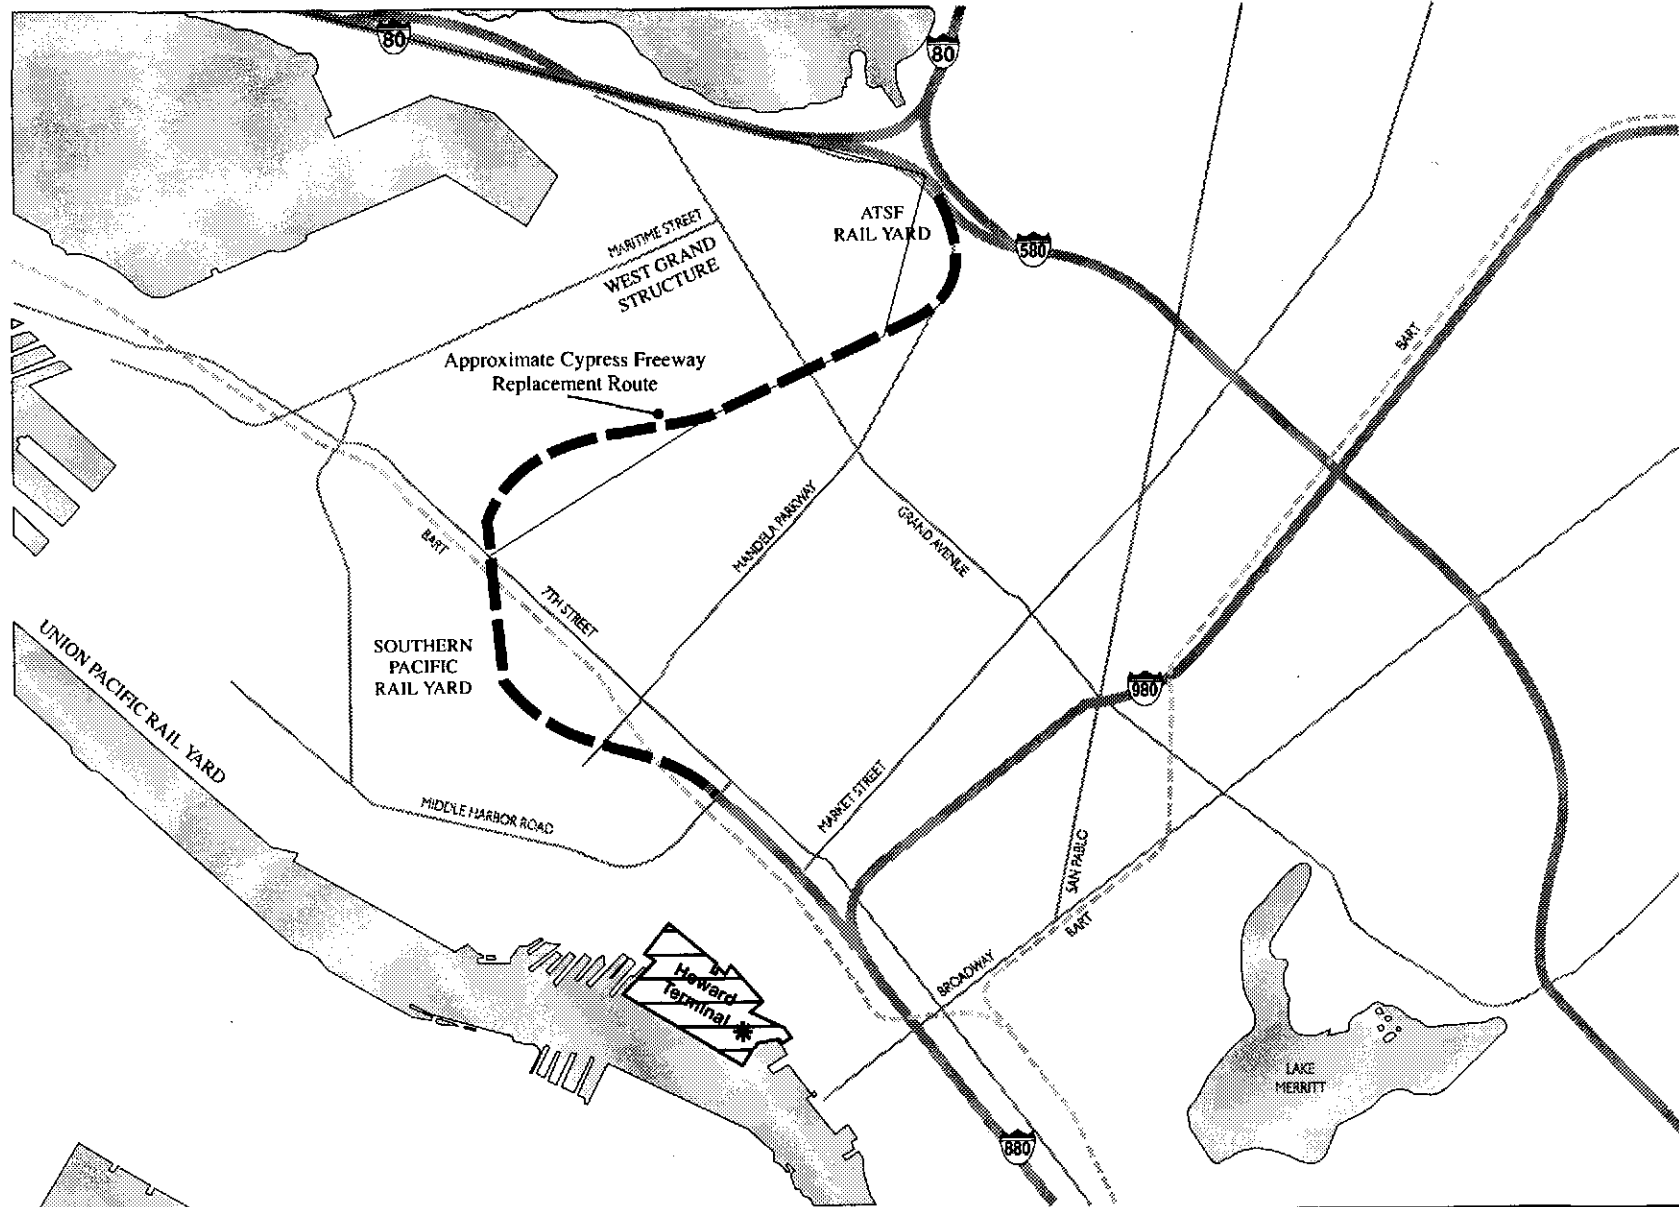 80
80
ATSF
RAIL YARD
MARITIME STREET
WEST GRAND
STRUCTURE
580
BART
Approximate Cypress Freeway
Replacement Route
MANDELA PARKWAY
GRAND AVENUE
BART
7TH STREET
SOUTHERN
PACIFIC
RAIL YARD
UNION PACIFIC RAIL YARD
980
MIDDLE HARBOR ROAD
MARKET STREET
SAN PABLO
BART
BROADWAY
Howard
Terminal
LAKE
MERRITT
880